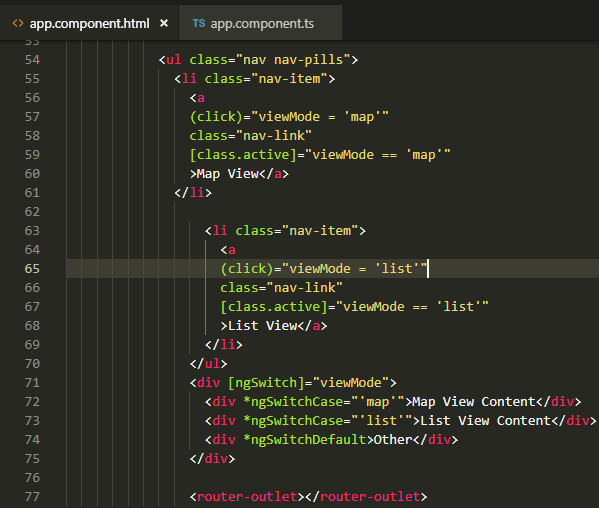 <> app.component.html × TS app.component.ts
53
54 <ul class="nav nav-pills">
55 <li class="nav-item">
56 <a
57 (click)="viewMode = 'map'"
58 class="nav-link"
59 [class.active]="viewMode == 'map'"
60 >Map View</a>
61 </li>
62
63 <li class="nav-item">
64 <a
65 (click)="viewMode = 'list'"
66 class="nav-link"
67 [class.active]="viewMode == 'list'"
68 >List View</a>
69 </li>
70 </ul>
71 <div [ngSwitch]="viewMode">
72 <div *ngSwitchCase="'map'">Map View Content</div>
73 <div *ngSwitchCase="'list'">List View Content</div>
74 <div *ngSwitchDefault>Other</div>
75 </div>
76
77 <router-outlet></router-outlet>